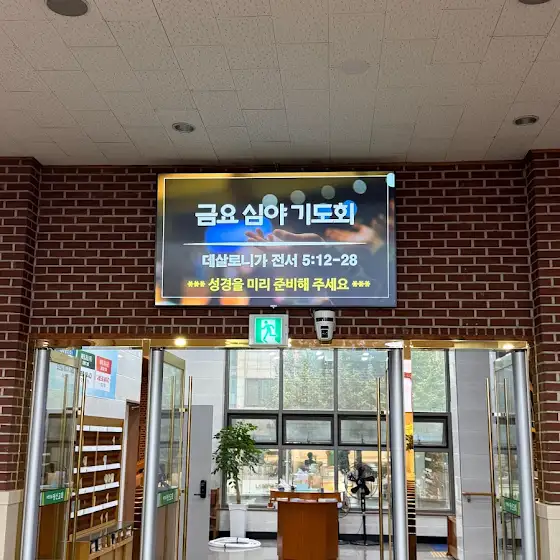 금요 심야 기도회
데살로니가 전서 5:12-28
*** 성경을 미리 준비해 주세요 ***